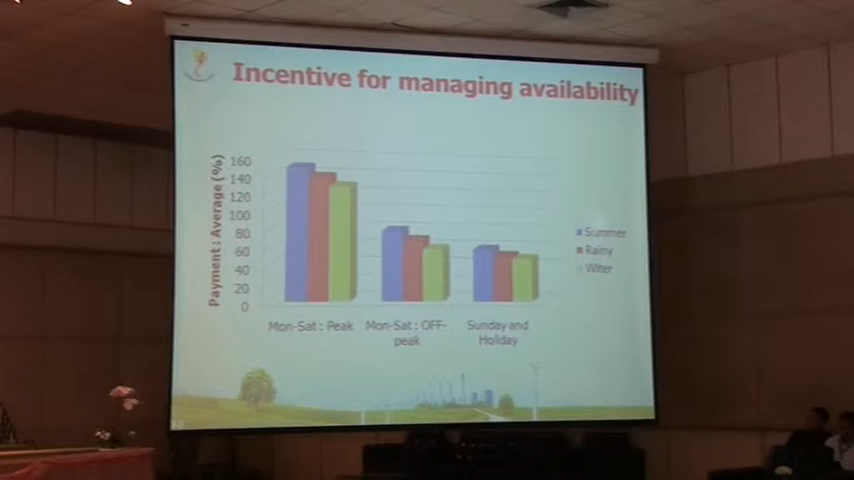 Incentive for managing availability
Payment : Average (%)
160
140
120
100
80
60
40
20
0
Summer
Rainy
Witer
Mon-Sat : Peak
Mon-Sat : OFF-
peak
Sunday and
Holiday